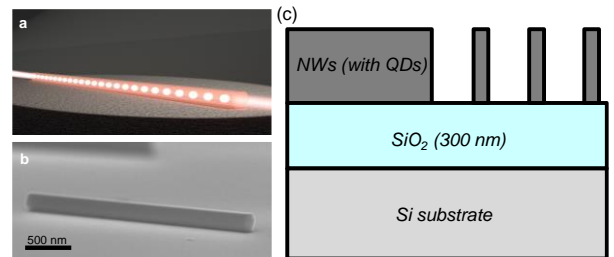 a
b
500 nm
(c)
NWs (with QDs)
SiO₂ (300 nm)
Si substrate